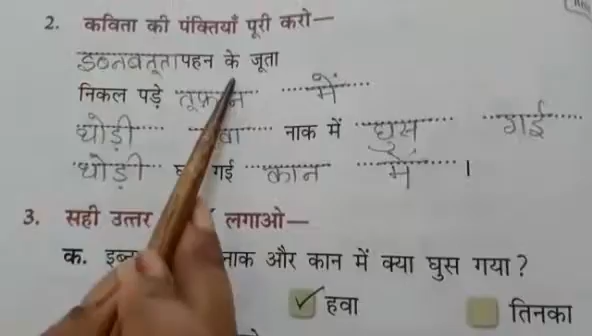 2. कविता की पंक्तियाँ पूरी करो—
इब्नबतूता पहन के जूता
निकल पड़े तूफ़ान में
थोड़ी हवा नाक में घुस गई
थोड़ी घुस गई कान में ।
3. सही उत्तर लगाओ—
क. नाक और कान में क्या घुस गया ?
✓ हवा तिनका